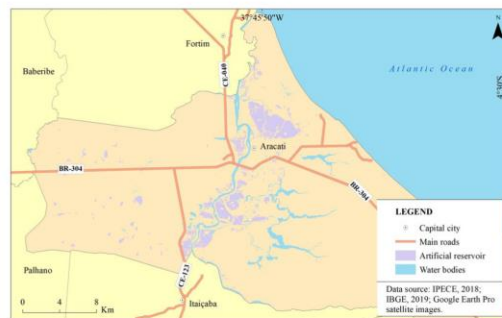 37°45'50"W
N
Fortim
4°30'S
Baberibe
Atlantic Ocean
CE-040
Aracati
BR-304
BR-304
LEGEND
Capital city
Main roads
Artificial reservoir
Water bodies
Palhano
CE-123
Data source: IPECE, 2018;
IBGE, 2019; Google Earth Pro
satellite images.
0 4 8
Km
Itaiçaba